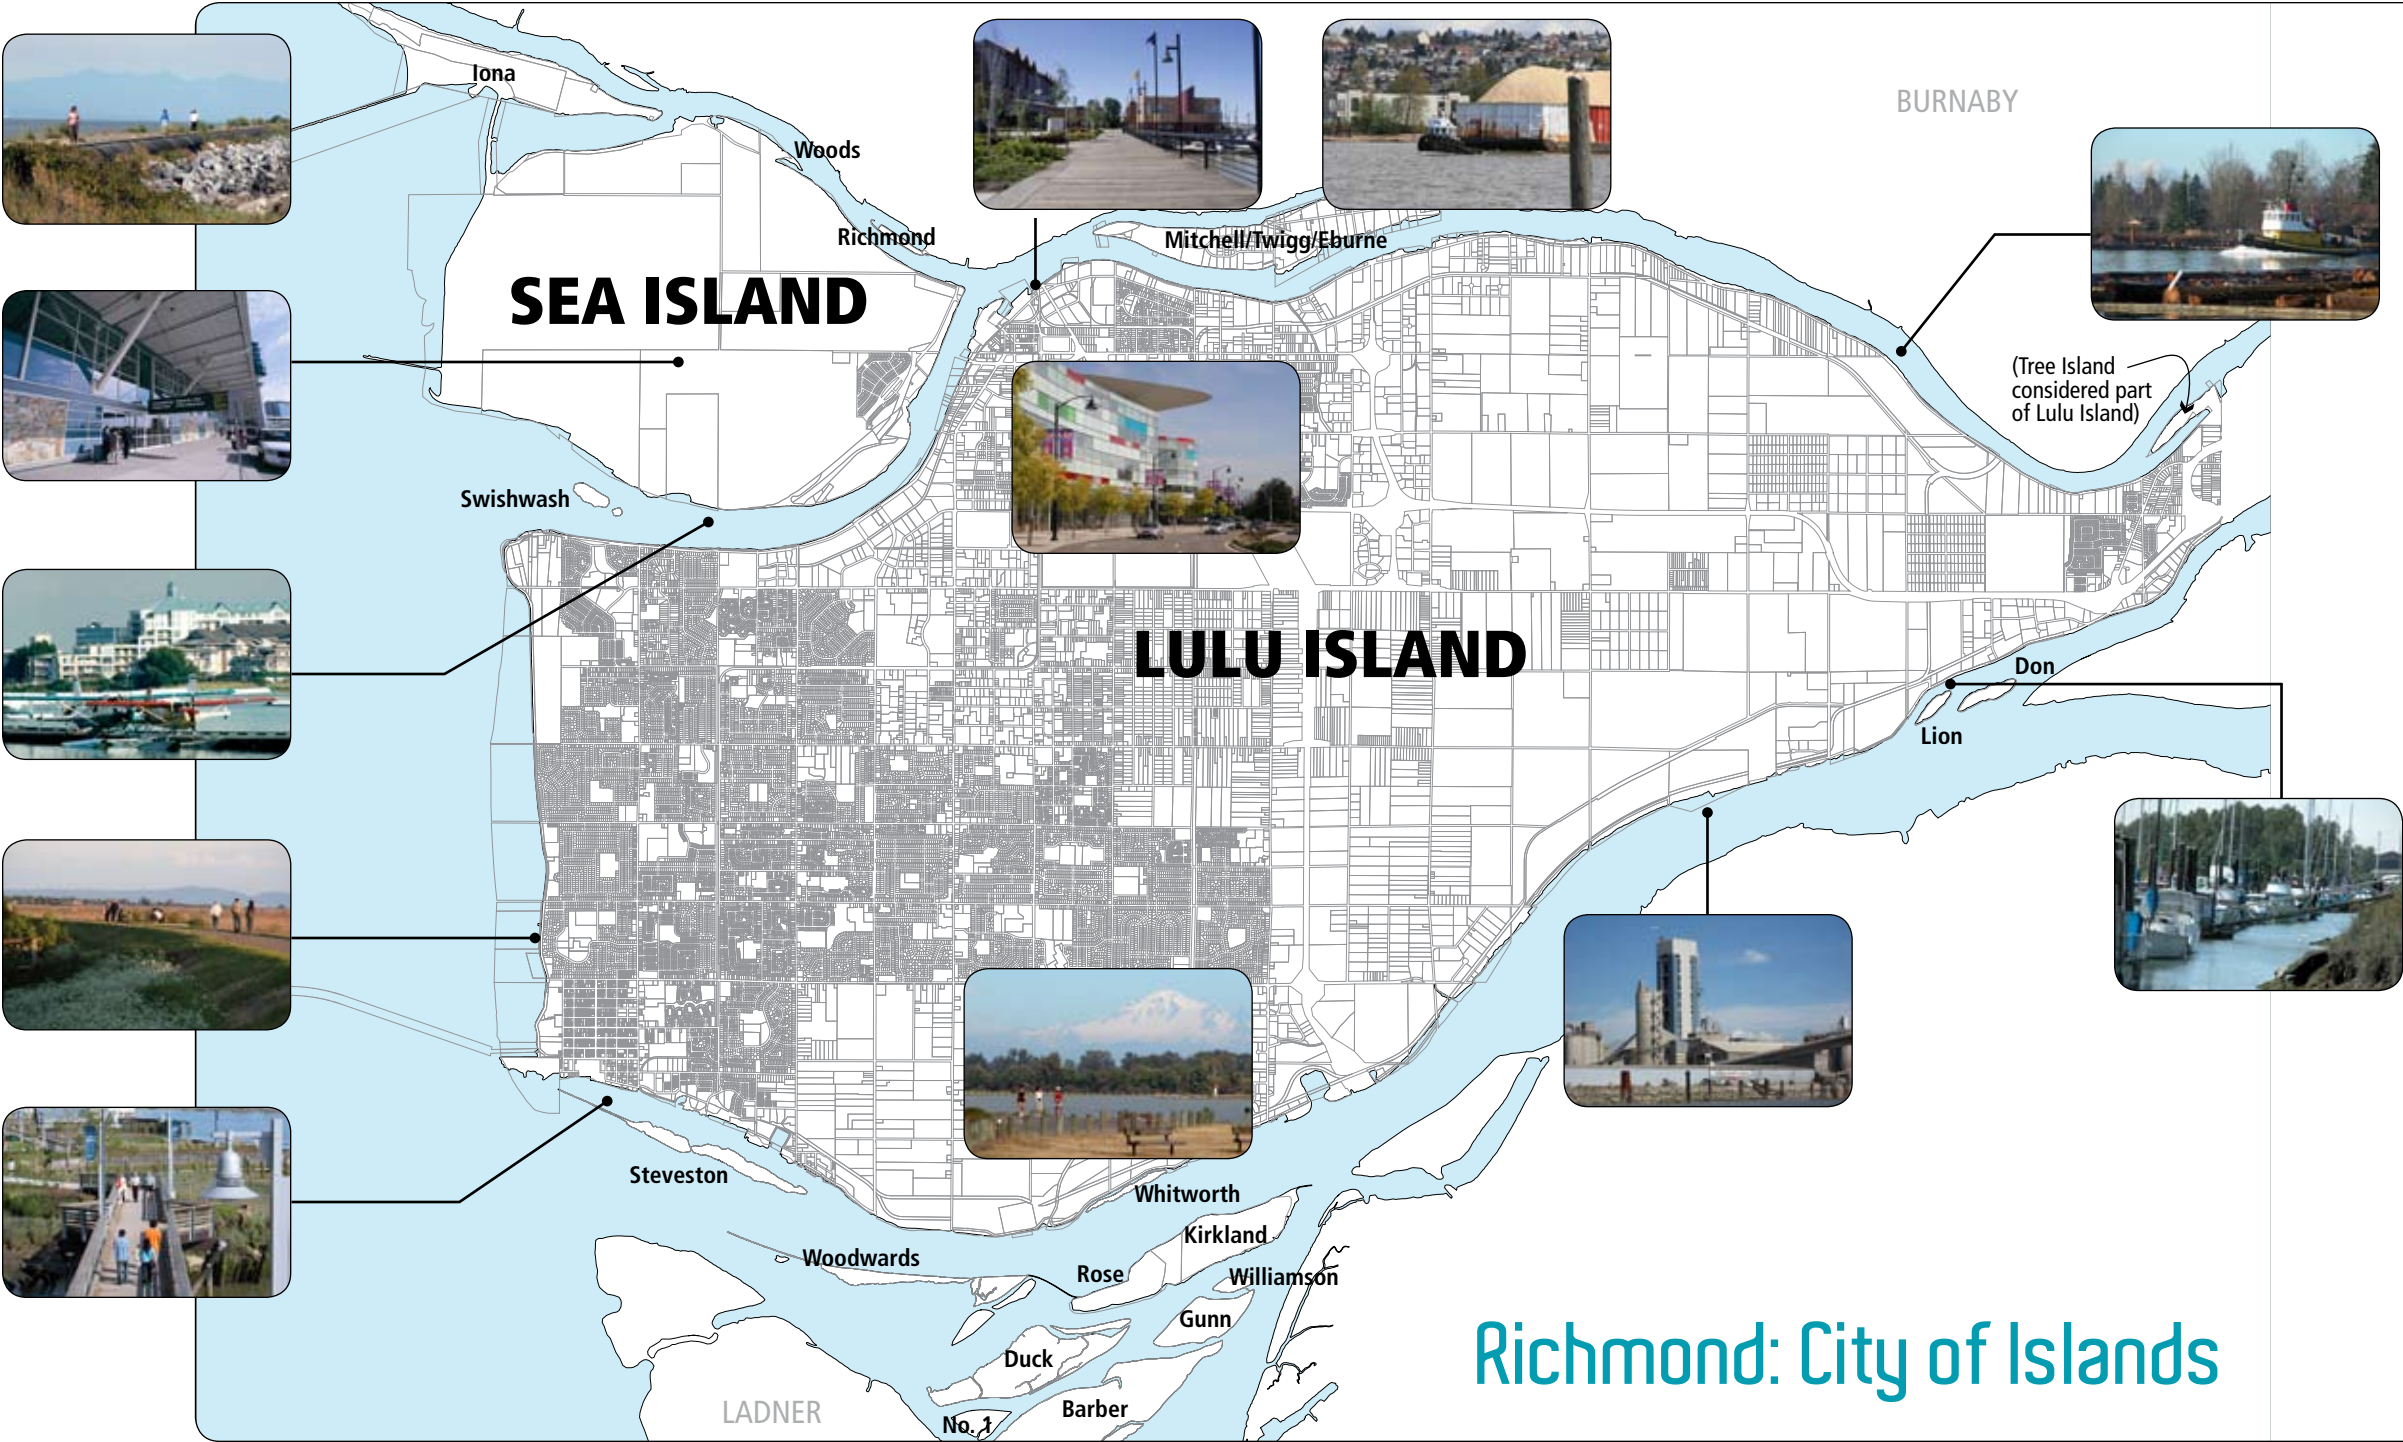 Iona
BURNABY
Woods
Richmond
Mitchell/Twigg/Eburne
SEA ISLAND
(Tree Island
considered part
of Lulu Island)
Swishwash
LULU ISLAND
Don
Lion
Steveston
Whitworth
Kirkland
Woodwards
Rose
Williamson
Gunn
Duck
Barber
No. 1
LADNER
Richmond: City of Islands